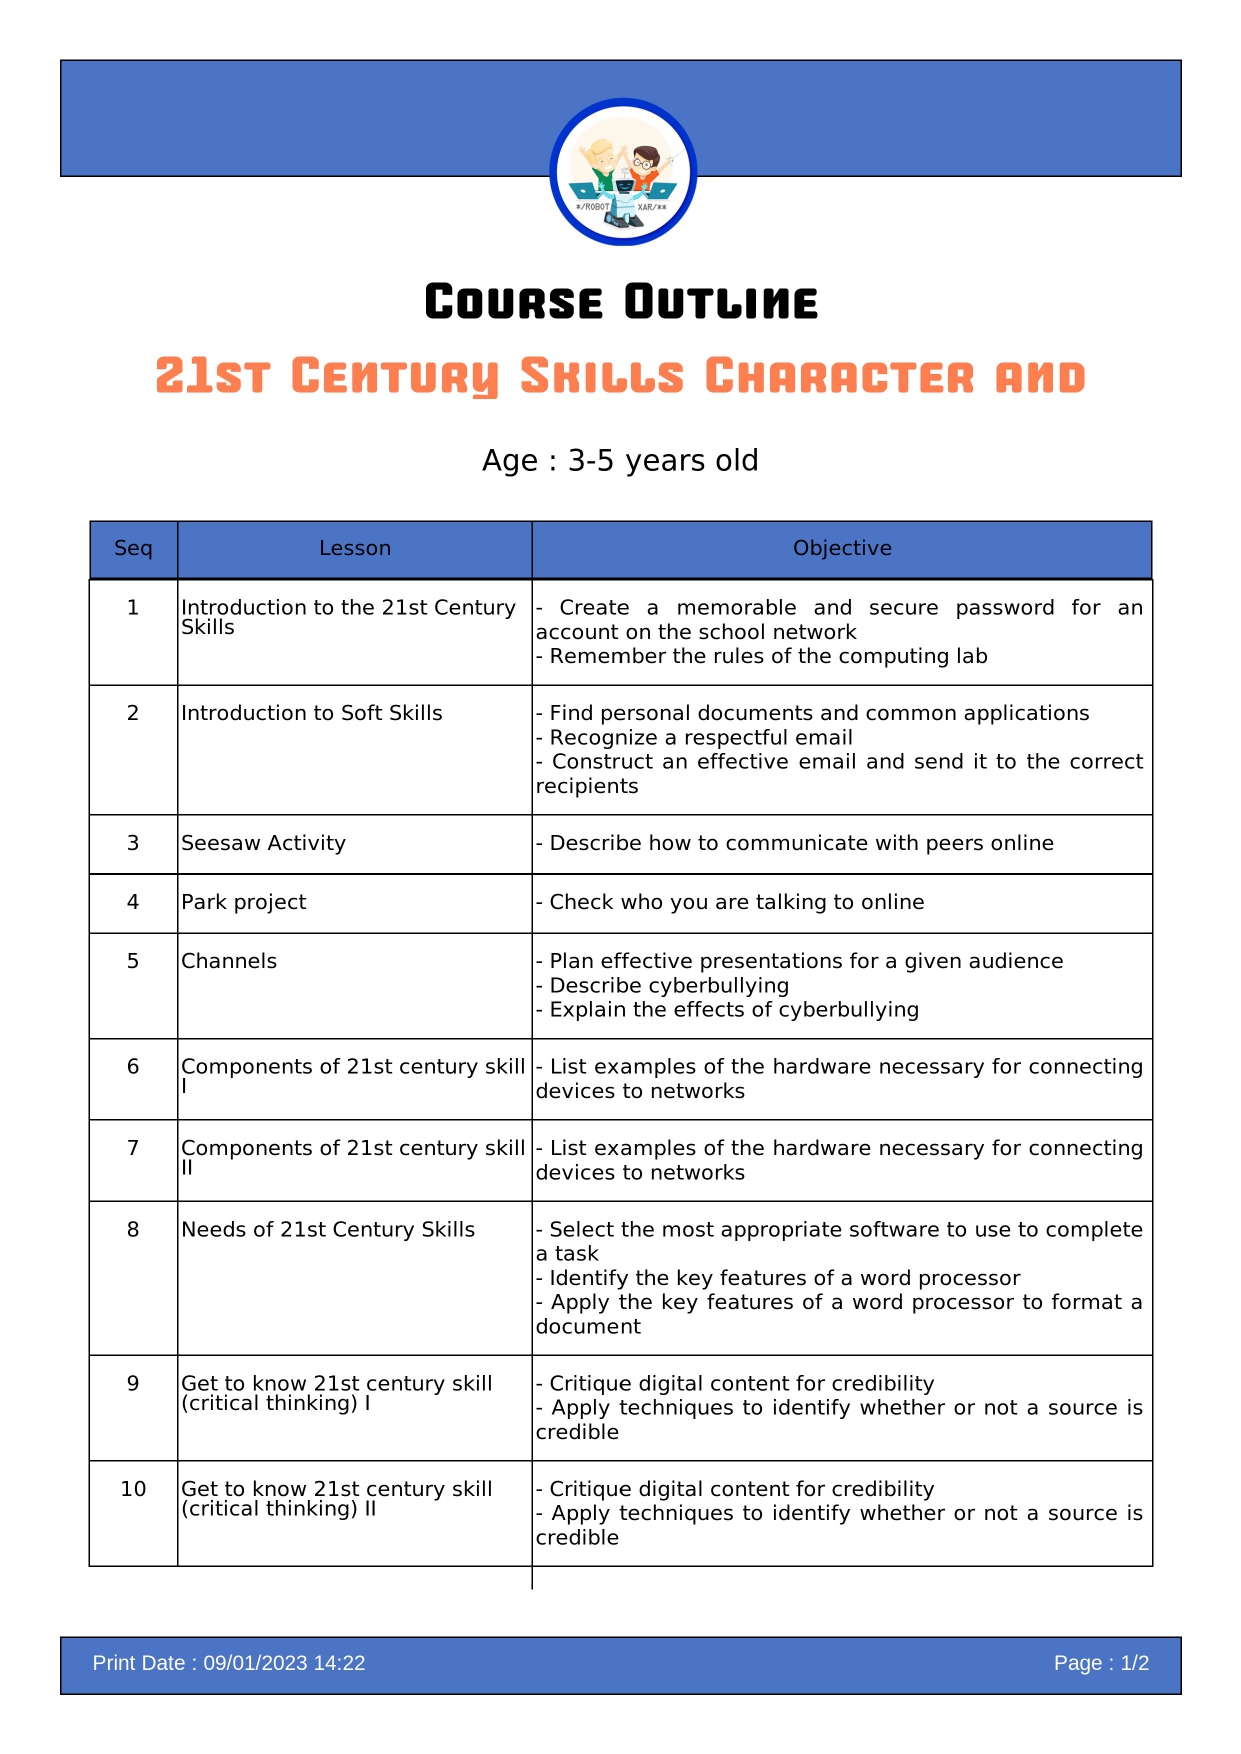 */ROBOT XAR/**
Course Outline
21st Century Skills Character and
Age : 3-5 years old
Seq Lesson Objective
1 Introduction to the 21st Century Skills
- Create a memorable and secure password for an
account on the school network
- Remember the rules of the computing lab
2 Introduction to Soft Skills
- Find personal documents and common applications
- Recognize a respectful email
- Construct an effective email and send it to the correct
recipients
3 Seesaw Activity
- Describe how to communicate with peers online
4 Park project
- Check who you are talking to online
5 Channels
- Plan effective presentations for a given audience
- Describe cyberbullying
- Explain the effects of cyberbullying
6 Components of 21st century skill
I
- List examples of the hardware necessary for connecting
devices to networks
7 Components of 21st century skill
II
- List examples of the hardware necessary for connecting
devices to networks
8 Needs of 21st Century Skills
- Select the most appropriate software to use to complete
a task
- Identify the key features of a word processor
- Apply the key features of a word processor to format a
document
9 Get to know 21st century skill
(critical thinking) I
- Critique digital content for credibility
- Apply techniques to identify whether or not a source is
credible
10 Get to know 21st century skill
(critical thinking) II
- Critique digital content for credibility
- Apply techniques to identify whether or not a source is
credible
Print Date : 09/01/2023 14:22 Page : 1/2